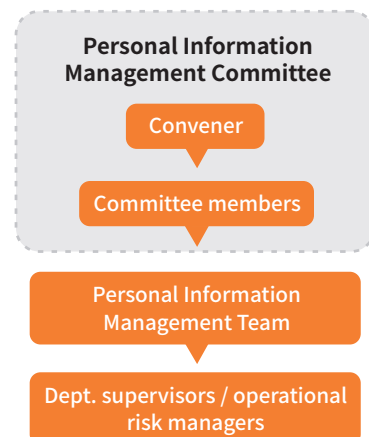 Personal Information
Management Committee
Convener
Committee members
Personal Information
Management Team
Dept. supervisors / operational
risk managers